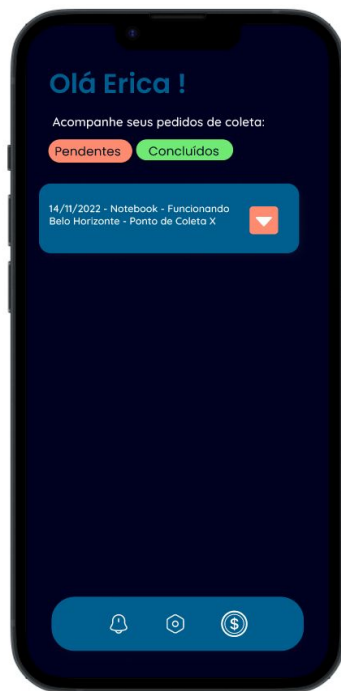 Olá Erica !
Acompanhe seus pedidos de coleta:
Pendentes Concluídos
14/11/2022 - Notebook - Funcionando
Belo Horizonte - Ponto de Coleta X
$